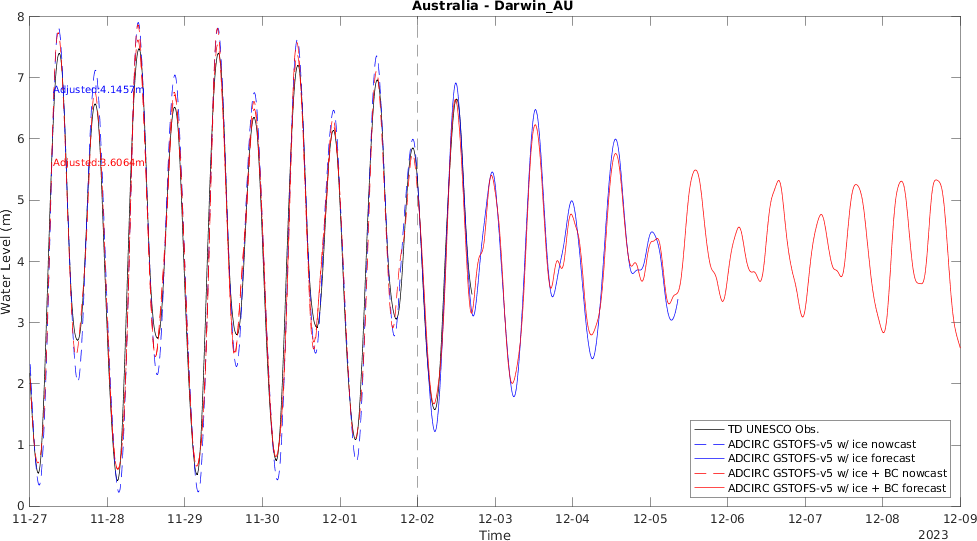 Australia - Darwin_AU
8
7
Adjusted:4.1457m
6
Adjusted:3.6064m
5
Water Level (m)
4
3
2
1
0
TD UNESCO Obs.
ADCIRC GSTOFS-v5 w/ ice nowcast
ADCIRC GSTOFS-v5 w/ ice forecast
ADCIRC GSTOFS-v5 w/ ice + BC nowcast
ADCIRC GSTOFS-v5 w/ ice + BC forecast
11-27 11-28 11-29 11-30 12-01 12-02 12-03 12-04 12-05 12-06 12-07 12-08 12-09
Time
2023